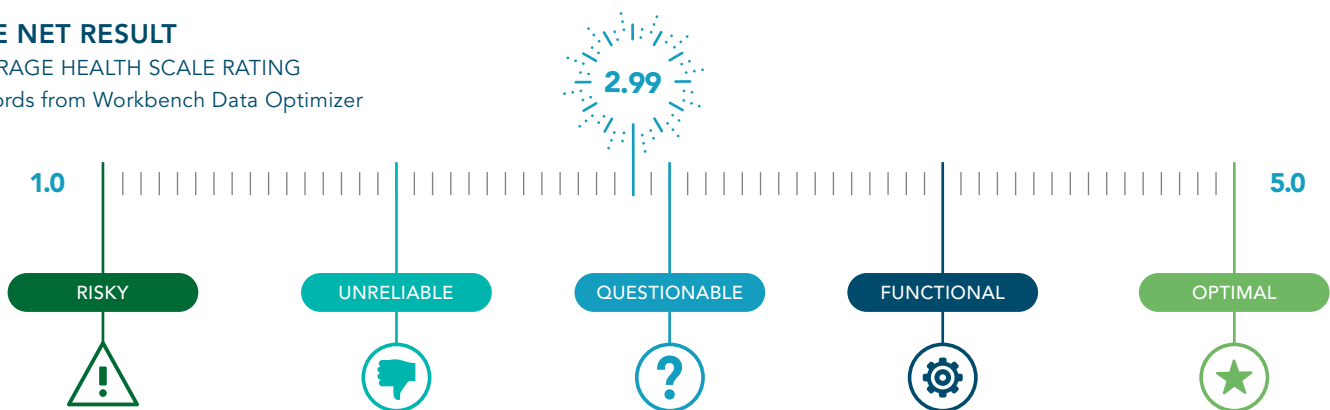 E NET RESULT
RAGE HEALTH SCALE RATING
ords from Workbench Data Optimizer
2.99
1.0
5.0
RISKY
UNRELIABLE
QUESTIONABLE
FUNCTIONAL
OPTIMAL
!
?